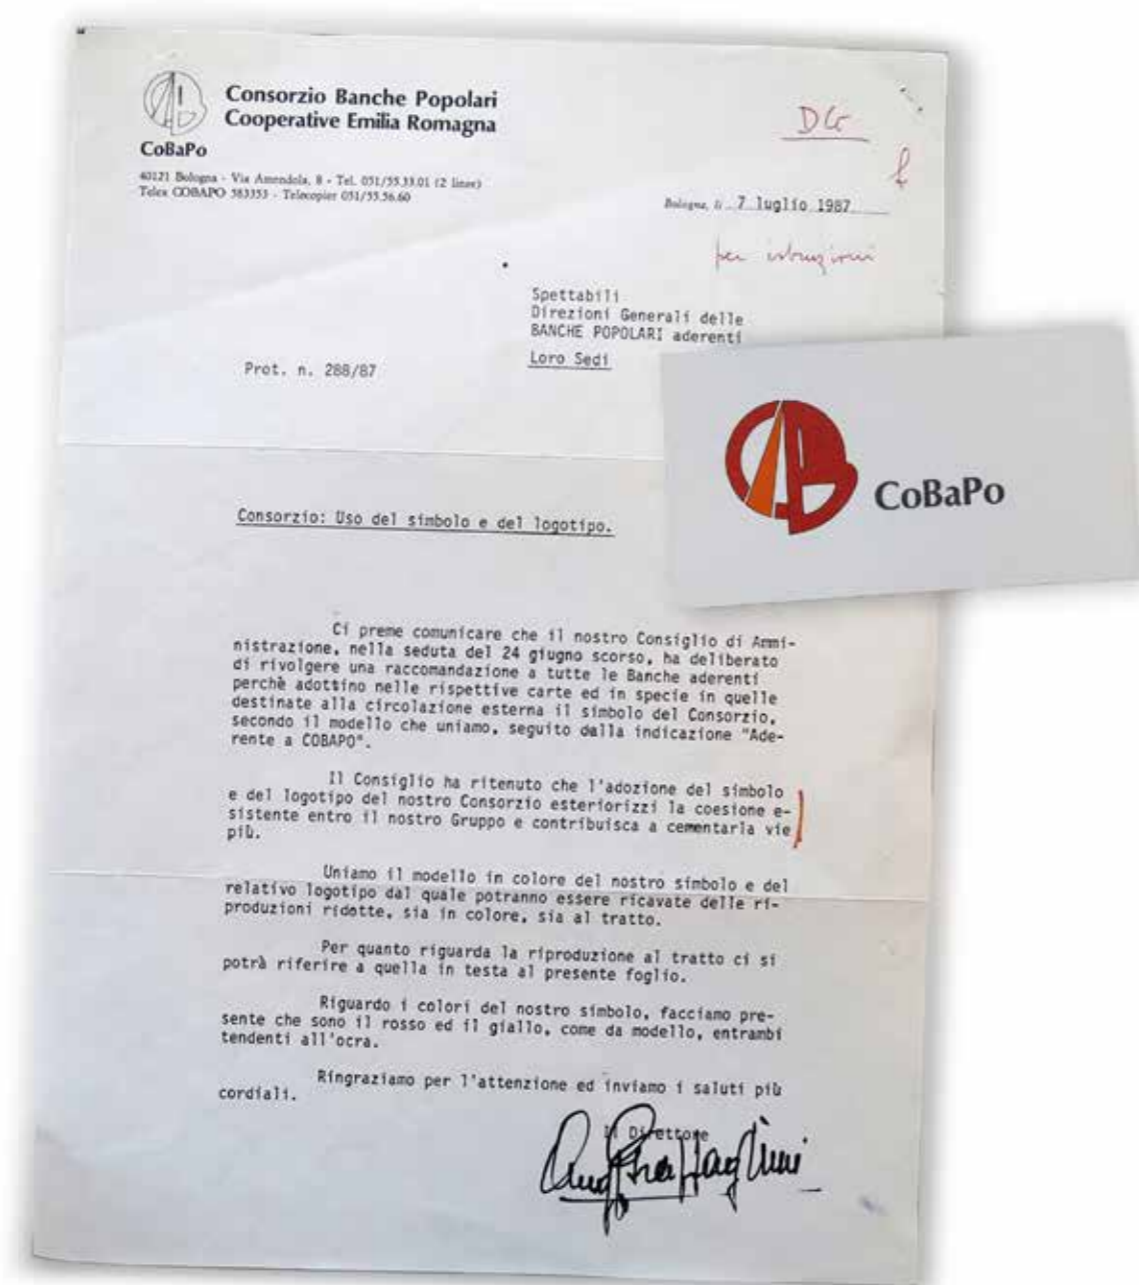 Consorzio Banche Popolari
Cooperative Emilia Romagna
CoBaPo
40121 Bologna - Via Amendola, 8 - Tel. 051/55.33.01 (2 linee)
Telex COBAPO 583353 - Telecopier 051/55.56.60
DG
Bologna, li 7 luglio 1987
per istruzioni
Spettabili
Direzioni Generali delle
BANCHE POPOLARI aderenti
Loro Sedi
Prot. n. 288/87
CoBaPo
Consorzio: Uso del simbolo e del logotipo.
Ci preme comunicare che il nostro Consiglio di Ammi-
nistrazione, nella seduta del 24 giugno scorso, ha deliberato
di rivolgere una raccomandazione a tutte le Banche aderenti
perchè adottino nelle rispettive carte ed in specie in quelle
destinate alla circolazione esterna il simbolo del Consorzio,
secondo il modello che uniamo, seguito dalla indicazione "Ade-
rente a COBAPO".
Il Consiglio ha ritenuto che l'adozione del simbolo
e del logotipo del nostro Consorzio esteriorizzi la coesione e-
sistente entro il nostro Gruppo e contribuisca a cementarla vie
più.
Uniamo il modello in colore del nostro simbolo e del
relativo logotipo dal quale potranno essere ricavate delle ri-
produzioni ridotte, sia in colore, sia al tratto.
Per quanto riguarda la riproduzione al tratto ci si
potrà riferire a quella in testa al presente foglio.
Riguardo i colori del nostro simbolo, facciamo pre-
sente che sono il rosso ed il giallo, come da modello, entrambi
tendenti all'ocra.
Ringraziamo per l'attenzione ed inviamo i saluti più
cordiali.
Il Direttore